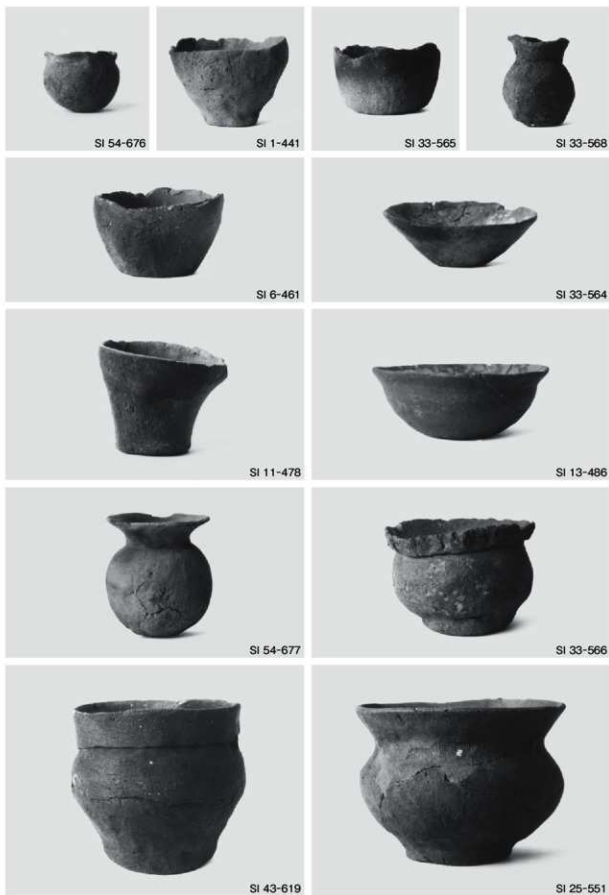 SI 54-676
SI 1-441
SI 33-565
SI 33-568
SI 6-461
SI 33-564
SI 11-478
SI 13-486
SI 54-677
SI 33-566
SI 43-619
SI 25-551